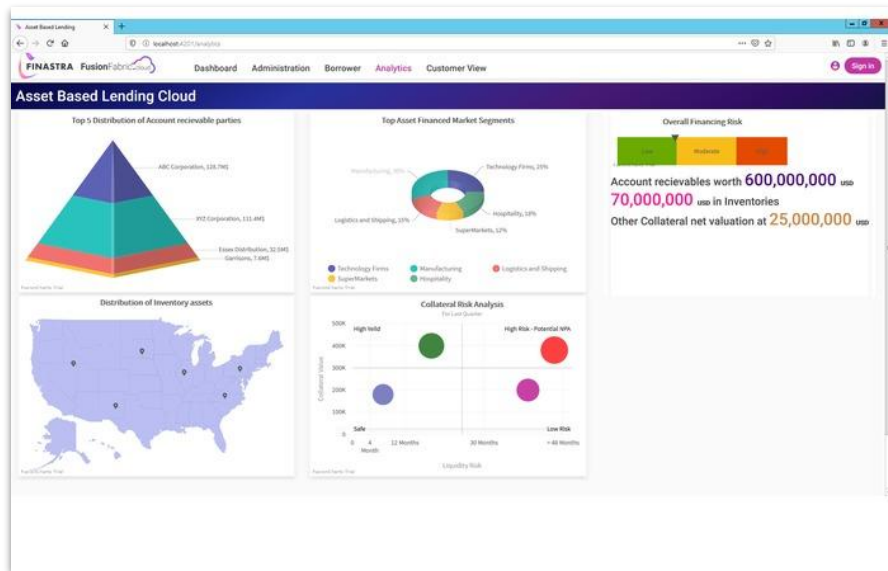 Asset Based Lending
localhost:4201/analytics
FINASTRA FusionFabric.cloud
Dashboard Administration Borrower Analytics Customer View
Sign in
Asset Based Lending Cloud
Top 5 Distribution of Account recievable parties
ABC Corporation, 128.7M$
XYZ Corporation, 111.4M$
Essex Distribution, 32.5M$
Garrisons, 7.6M$
Top Asset Financed Market Segments
Manufacturing, 30%
Technology Firms, 25%
Logistics and Shipping, 15%
Hospitality, 18%
SuperMarkets, 12%
Technology Firms Manufacturing Logistics and Shipping
SuperMarkets Hospitality
Overall Financing Risk
Low Moderate
Account recievables worth 600,000,000 USD
70,000,000 USD in Inventories
Other Collateral net valuation at 25,000,000 USD
Distribution of Inventory assets
Collateral Risk Analysis
For Last Quarter
Collateral Value
500K
400K
300K
200K
100K
0
High Yeild
High Risk - Potential NPA
Safe
Low Risk
0 4 Month 12 Months 30 Months > 48 Months
Liquidity Risk